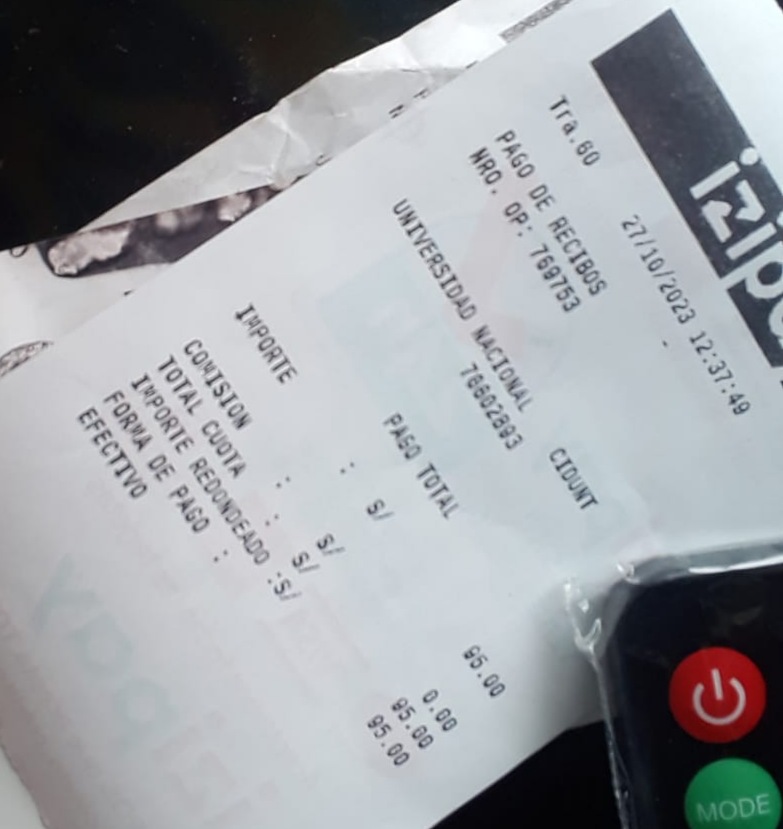 izipa
27/10/2023 12:37:49
Tra.60
PAGO DE RECIBOS
NRO. OP: 769753
UNIVERSIDAD NACIONAL CIDUNT
76602893
PAGO TOTAL
IMPORTE : S/ 95.00
COMISION : S/ 0.00
TOTAL CUOTA : S/ 95.00
IMPORTE REDONDEADO :S/ 95.00
FORMA DE PAGO :
EFECTIVO
MODE